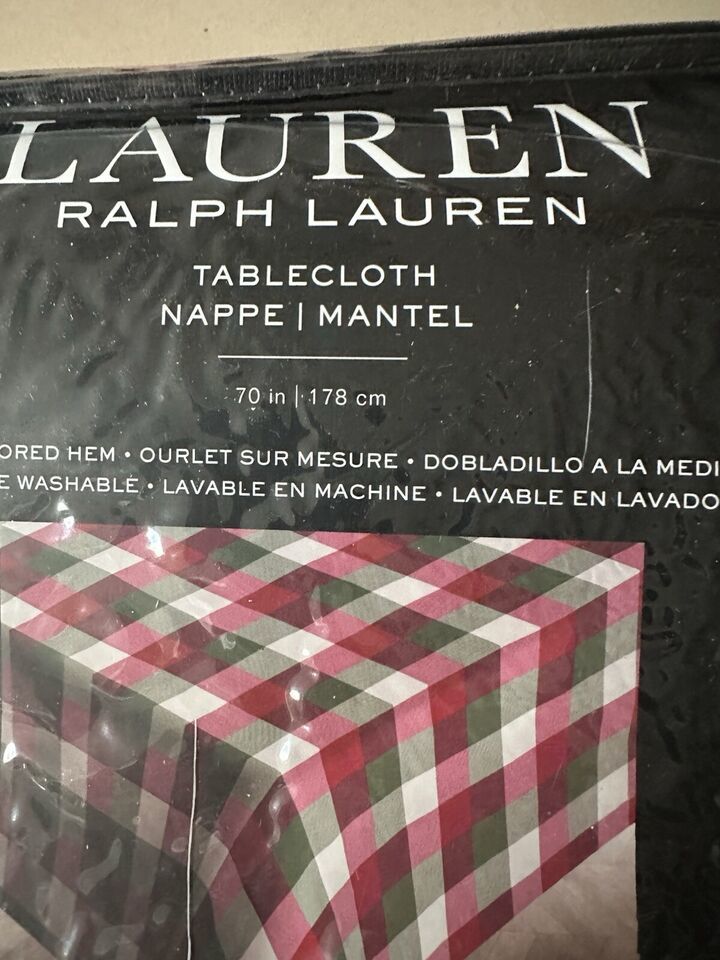 LAUREN
RALPH LAUREN
TABLECLOTH
NAPPE | MANTEL
70 in | 178 cm
ORED HEM • OURLET SUR MESURE • DOBLADILLO A LA MEDI
E WASHABLE • LAVABLE EN MACHINE • LAVABLE EN LAVADO